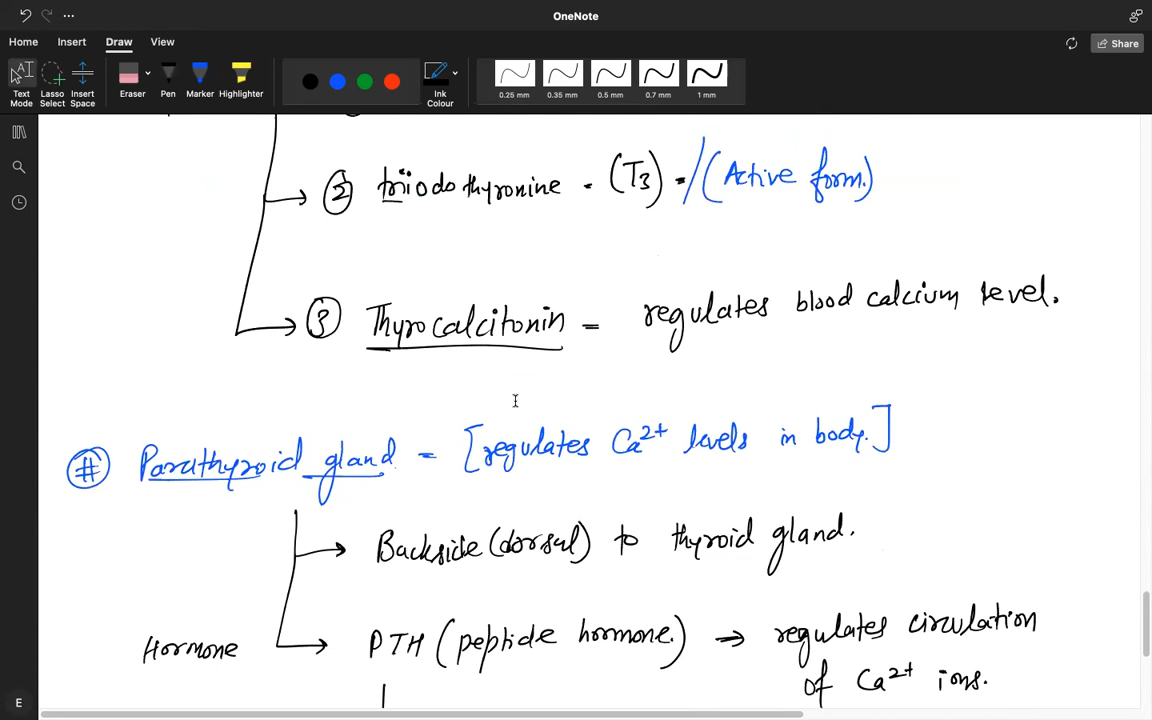 OneNote
Home Insert Draw View
Share
Text Mode
Lasso Select
Insert Space
Eraser
Pen
Marker
Highlighter
Ink Colour
0.25 mm
0.35 mm
0.5 mm
0.7 mm
1 mm
② triiodothyronine - (T3) = /(Active form.)
③ Thyrocalcitonin = regulates blood calcium level.
# Parathyroid gland = [regulates Ca2+ levels in body.]
→ Backside (dorsal) to thyroid gland.
Hormone → PTH (peptide hormone.) → regulates circulation
of Ca2+ ions.
E